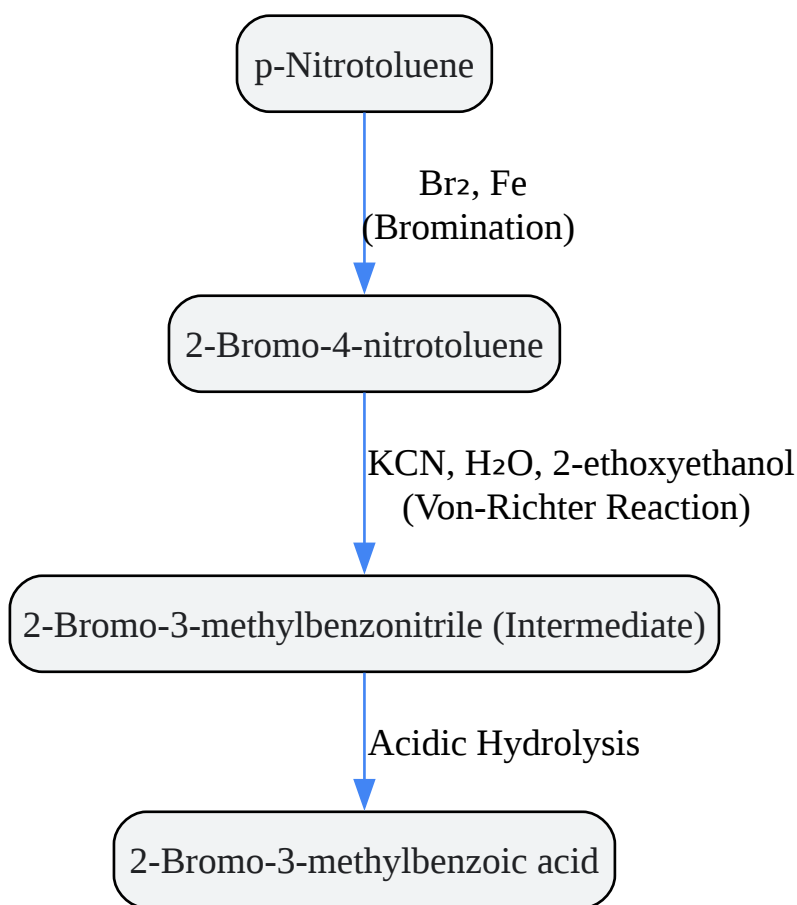 p-Nitrotoluene
Br₂, Fe
(Bromination)
2-Bromo-4-nitrotoluene
KCN, H₂O, 2-ethoxyethanol
(Von-Richter Reaction)
2-Bromo-3-methylbenzonitrile (Intermediate)
Acidic Hydrolysis
2-Bromo-3-methylbenzoic acid